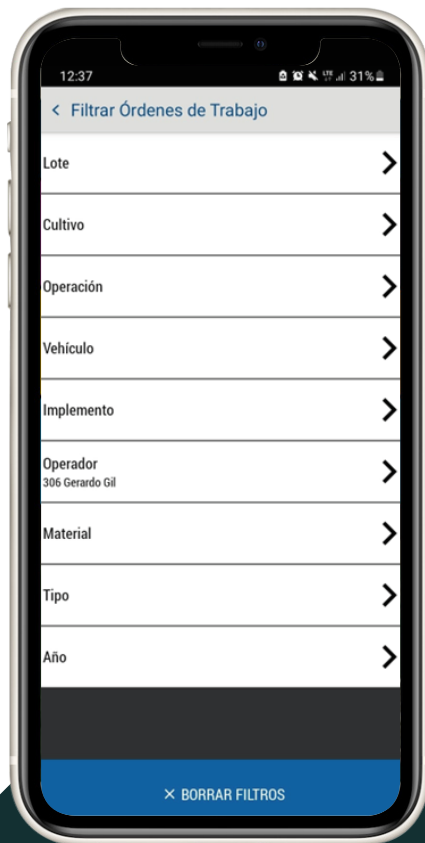 12:37 LTE 31%
< Filtrar Órdenes de Trabajo
Lote
Cultivo
Operación
Vehículo
Implemento
Operador
306 Gerardo Gil
Material
Tipo
Año
× BORRAR FILTROS